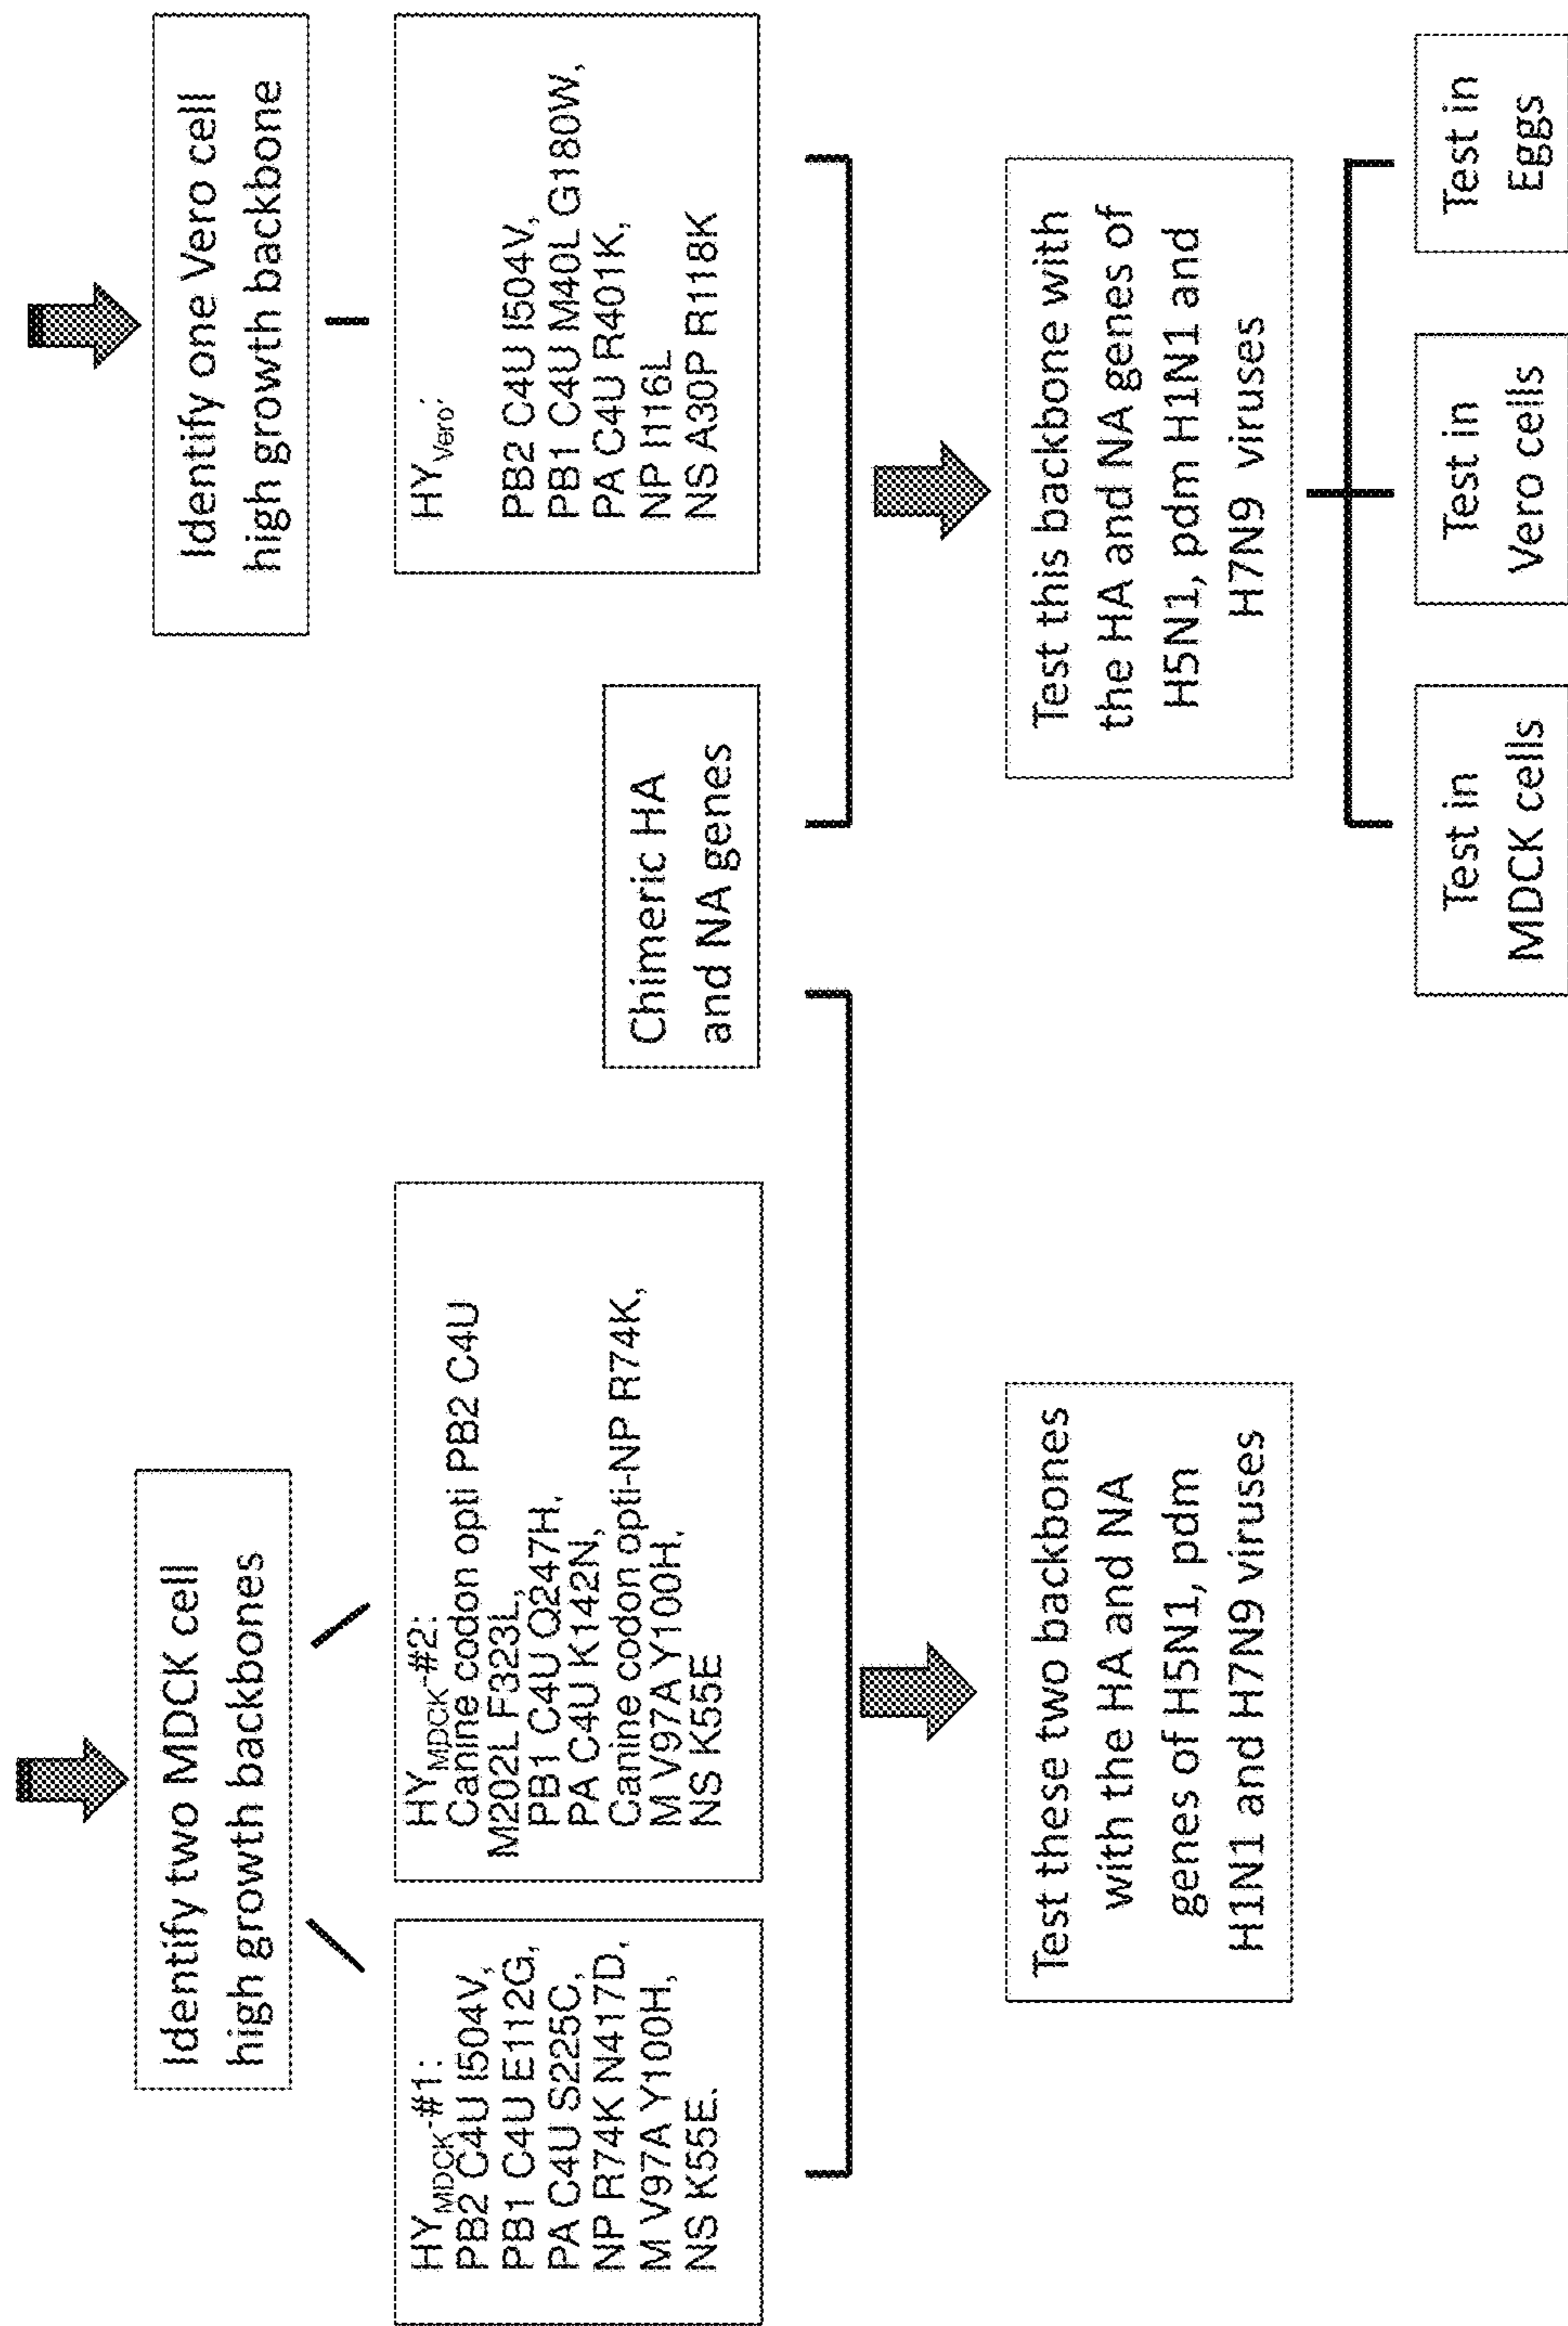 Identify two MDCK cell
high growth backbones
HYMDCK-#1:
PB2 C4U I504V,
PB1 C4U E112G,
PA C4U S225C,
NP R74K N417D,
M V97A Y100H,
NS K55E.
HYMDCK-#2:
Canine codon opti PB2 C4U
M202L F323L,
PB1 C4U Q247H,
PA C4U K142N,
Canine codon opti-NP R74K,
M V97A Y100H,
NS K55E
Chimeric HA
and NA genes
Test these two backbones
with the HA and NA
genes of H5N1, pdm
H1N1 and H7N9 viruses
Identify one Vero cell
high growth backbone
HYVero′
PB2 C4U I504V,
PB1 C4U M40L G180W,
PA C4U R401K,
NP I116L
NS A30P R118K
Test this backbone with
the HA and NA genes of
H5N1, pdm H1N1 and
H7N9 viruses
Test in
MDCK cells
Test in
Vero cells
Test in
Eggs